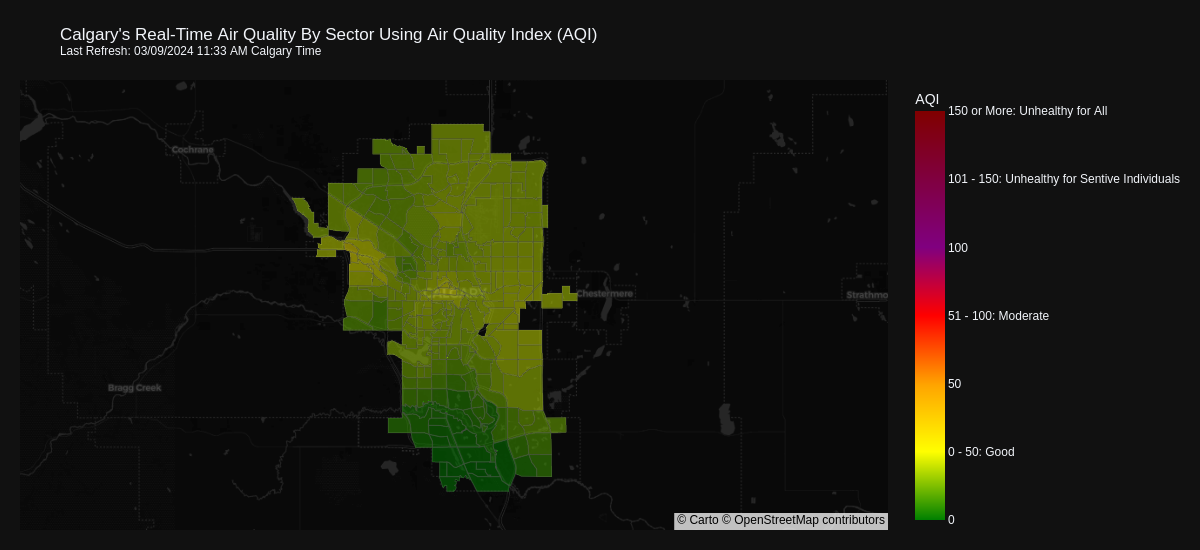 Calgary's Real-Time Air Quality By Sector Using Air Quality Index (AQI)
Last Refresh: 03/09/2024 11:33 AM Calgary Time
AQI
150 or More: Unhealthy for All
Cochrane
101 - 150: Unhealthy for Sentive Individuals
100
CALGARY
Chestermere
Strathmo
51 - 100: Moderate
Bragg Creek
50
0 - 50: Good
0
© Carto © OpenStreetMap contributors